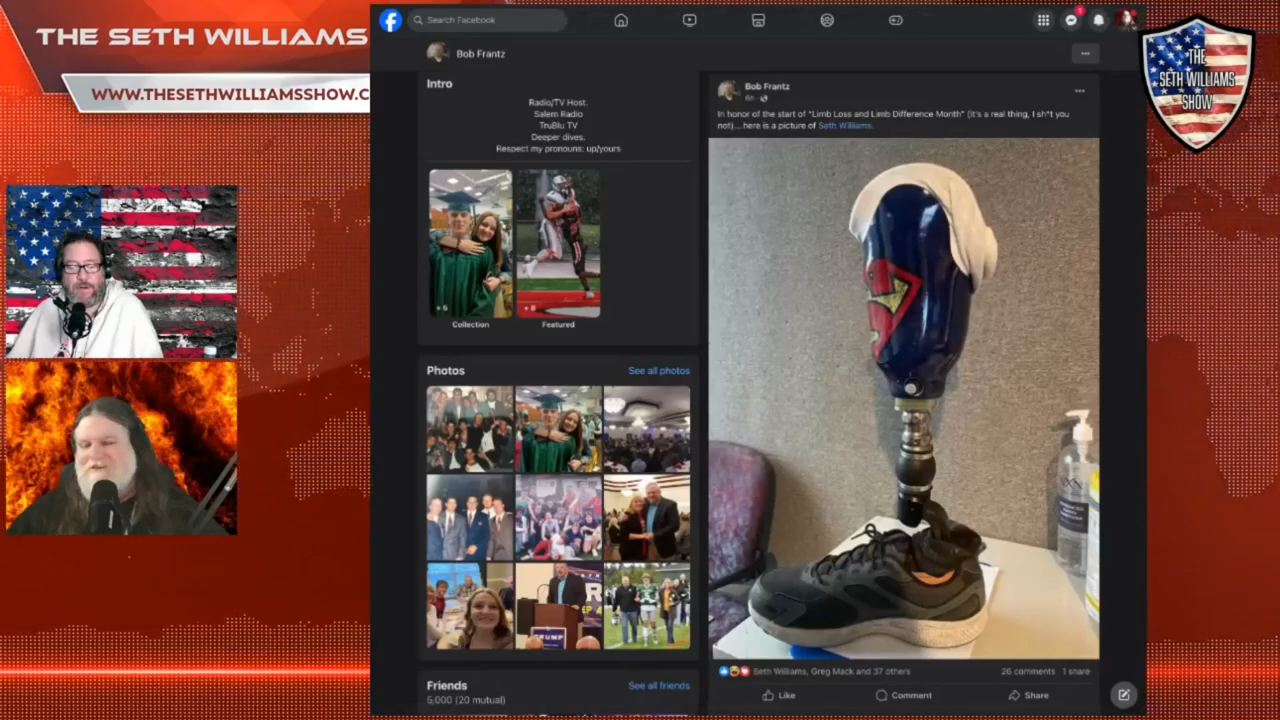 THE SETH WILLIAMS
WWW.THESETHWILLIAMSSHOW.C
Search Facebook
1
THE
SETH WILLIAMS
SHOW
Bob Frantz
Intro
Radio/TV Host.
Salem Radio
TruBlu TV
Deeper dives.
Respect my pronouns: up/yours
Collection
Featured
Photos
See all photos
TRUMP
Friends
See all friends
5,000 (20 mutual)
Bob Frantz
6h
In honor of the start of "Limb Loss and Limb Difference Month" (it's a real thing, I sh*t you
not)... here is a picture of Seth Williams.
Seth Williams, Greg Mack and 37 others
26 comments 1 share
Like
Comment
Share